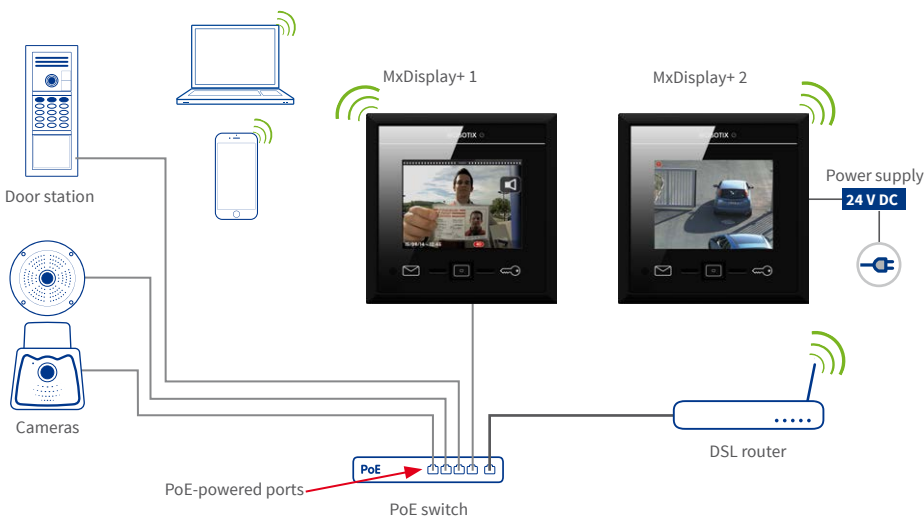 MxDisplay+ 1
MxDisplay+ 2
Door station
Power supply
24 V DC
Cameras
DSL router
PoE
PoE-powered ports
PoE switch